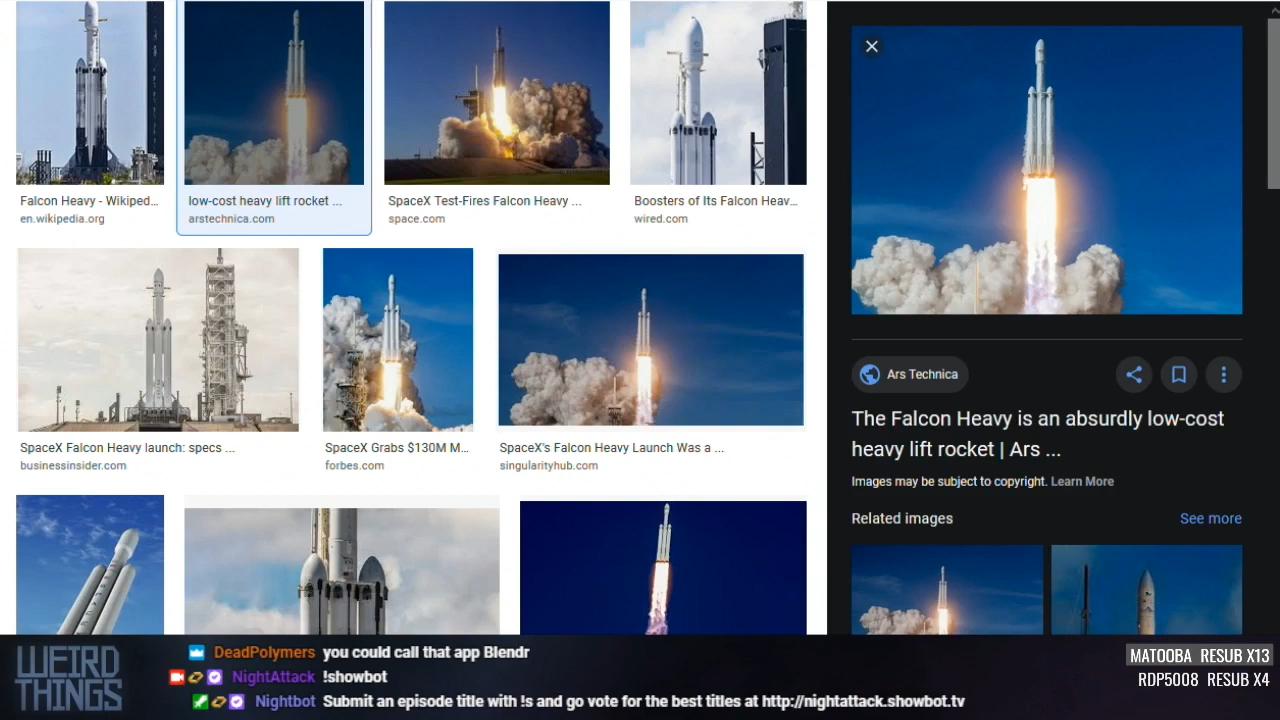 Falcon Heavy - Wikiped...
en.wikipedia.org
low-cost heavy lift rocket ...
arstechnica.com
SpaceX Test-Fires Falcon Heavy ...
space.com
Boosters of Its Falcon Heav...
wired.com
SpaceX Falcon Heavy launch: specs ...
businessinsider.com
SpaceX Grabs $130M M...
forbes.com
SpaceX's Falcon Heavy Launch Was a ...
singularityhub.com
Ars Technica
The Falcon Heavy is an absurdly low-cost
heavy lift rocket | Ars ...
Images may be subject to copyright. Learn More
Related images
See more
WEIRD
THINGS
DeadPolymers you could call that app Blendr
NightAttack !showbot
Nightbot Submit an episode title with !s and go vote for the best titles at http://nightattack.showbot.tv
MATOOBA RESUB X13
RDP5008 RESUB X4